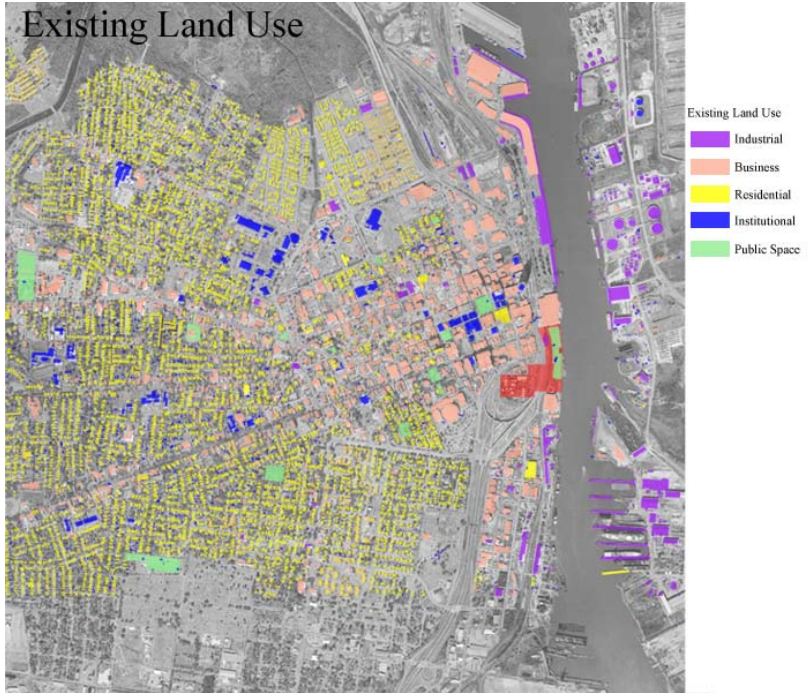 Existing Land Use
Existing Land Use
Industrial
Business
Residential
Institutional
Public Space